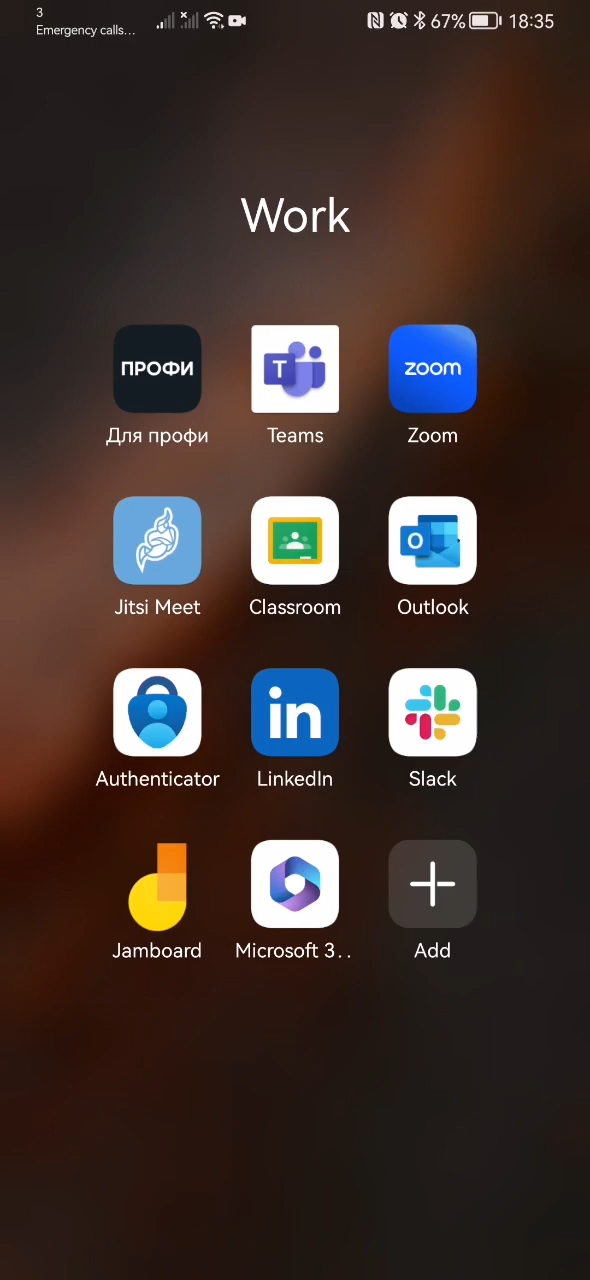 3
Emergency calls...
67% 18:35
Work
ПРОФИ
T
zoom
Для профи Teams Zoom
O
Jitsi Meet Classroom Outlook
in
Authenticator LinkedIn Slack
Jamboard Microsoft 3.. Add